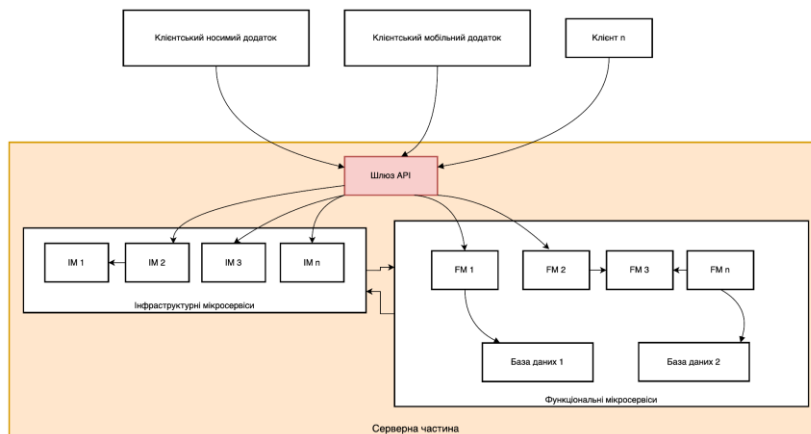 Клієнтський носимий додаток
Клієнтський мобільний додаток
Клієнт n
Шлюз API
IM 1
IM 2
IM 3
IM n
Інфраструктурні мікросервіси
FM 1
FM 2
FM 3
FM n
База даних 1
База даних 2
Функціональні мікросервіси
Серверна частина